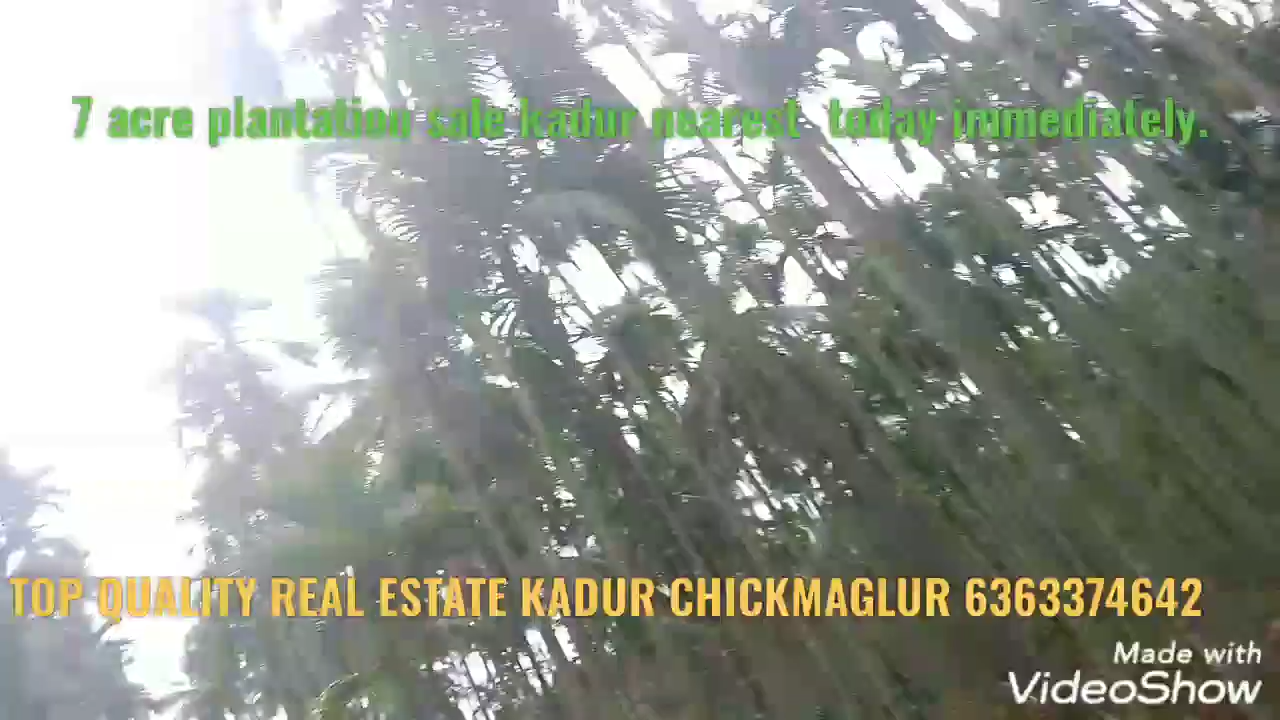 7 acre plantation sale kadur nearest today immediately.
TOP QUALITY REAL ESTATE KADUR CHICKMAGLUR 6363374642
Made with
VideoShow